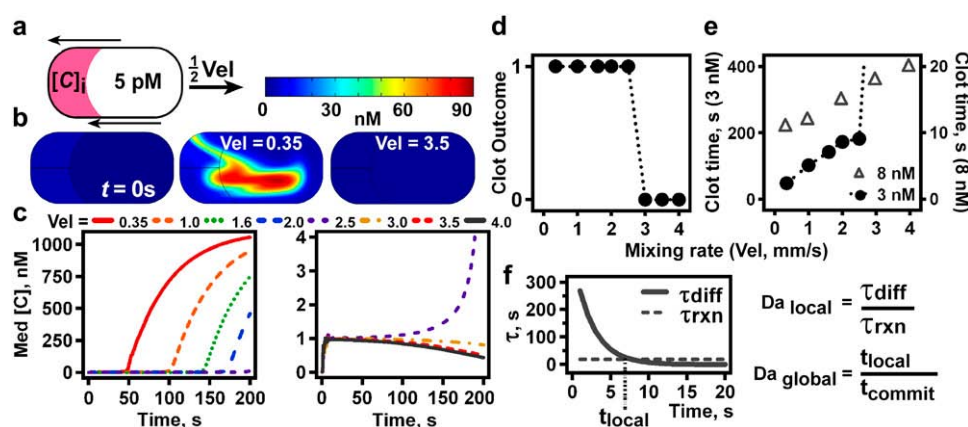 a
[C]i
5 pM
1/2 Vel
0 30 60 90
nM
b
t = 0s
Vel = 0.35
Vel = 3.5
c
Vel = 0.35 1.0 1.6 2.0 2.5 3.0 3.5 4.0
Med [C], nM
1000
750
500
250
0
0 50 100 150 200
Time, s
4
3
2
1
0
0 50 100 150 200
Time, s
d
Clot Outcome
1
0
0 1 2 3 4
e
Clot time, s (3 nM)
400
200
0
0 1 2 3 4
8 nM
3 nM
20
10
0
Clot time, s (8 nM)
Mixing rate (Vel, mm/s)
f
τ, s
300
200
100
0
τdiff
τrxn
0 5 10 15 20
tlocal
Time, s
Da local = τdiff / τrxn
Da global = tlocal / tcommit